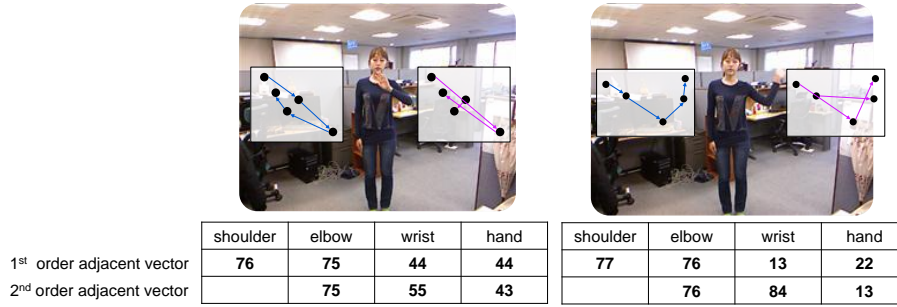 shoulder elbow wrist hand shoulder elbow wrist hand
1st order adjacent vector 76 75 44 44 77 76 13 22
2nd order adjacent vector 75 55 43 76 84 13